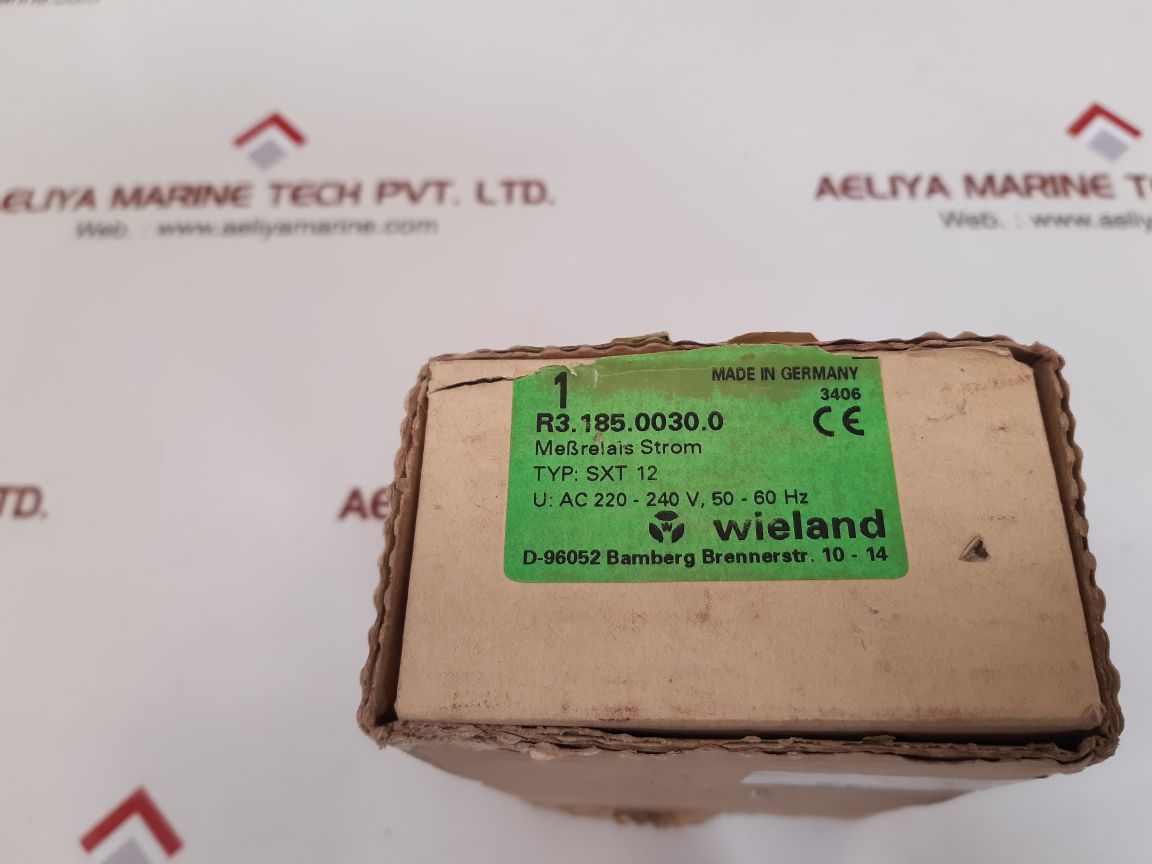 AELIYA MARINE TECH PVT. LTD.
Web. : www.aeliyamarine.com
AELIYA MARINE
Web. : www.aeliy
TD.
1
MADE IN GERMANY
3406
R3.185.0030.0
CE
Meßrelais Strom
TYP: SXT 12
U: AC 220 - 240 V, 50 - 60 Hz
W wieland
D-96052 Bamberg Brennerstr. 10 - 14